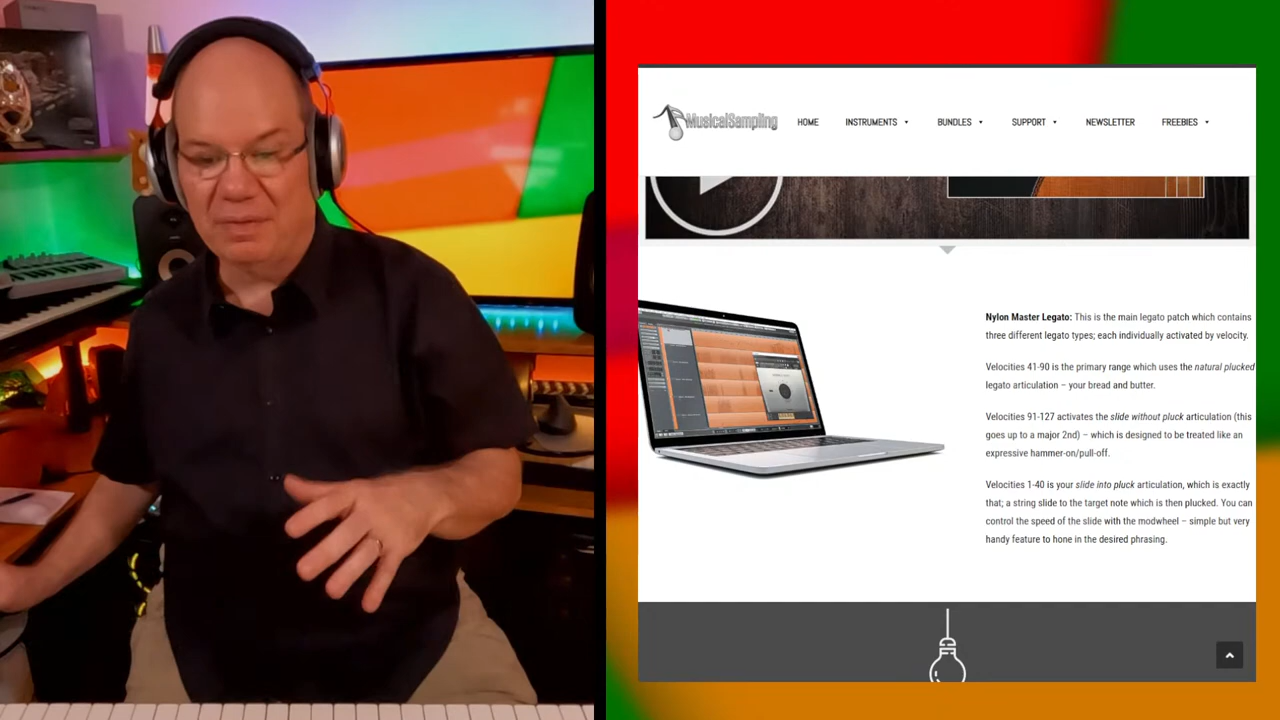 MusicalSampling
HOME
INSTRUMENTS
BUNDLES
SUPPORT
NEWSLETTER
FREEBIES
Nylon Master Legato: This is the main legato patch which contains
three different legato types; each individually activated by velocity.
Velocities 41-90 is the primary range which uses the natural plucked
legato articulation – your bread and butter.
Velocities 91-127 activates the slide without pluck articulation (this
goes up to a major 2nd) – which is designed to be treated like an
expressive hammer-on/pull-off.
Velocities 1-40 is your slide into pluck articulation, which is exactly
that; a string slide to the target note which is then plucked. You can
control the speed of the slide with the modwheel – simple but very
handy feature to hone in the desired phrasing.